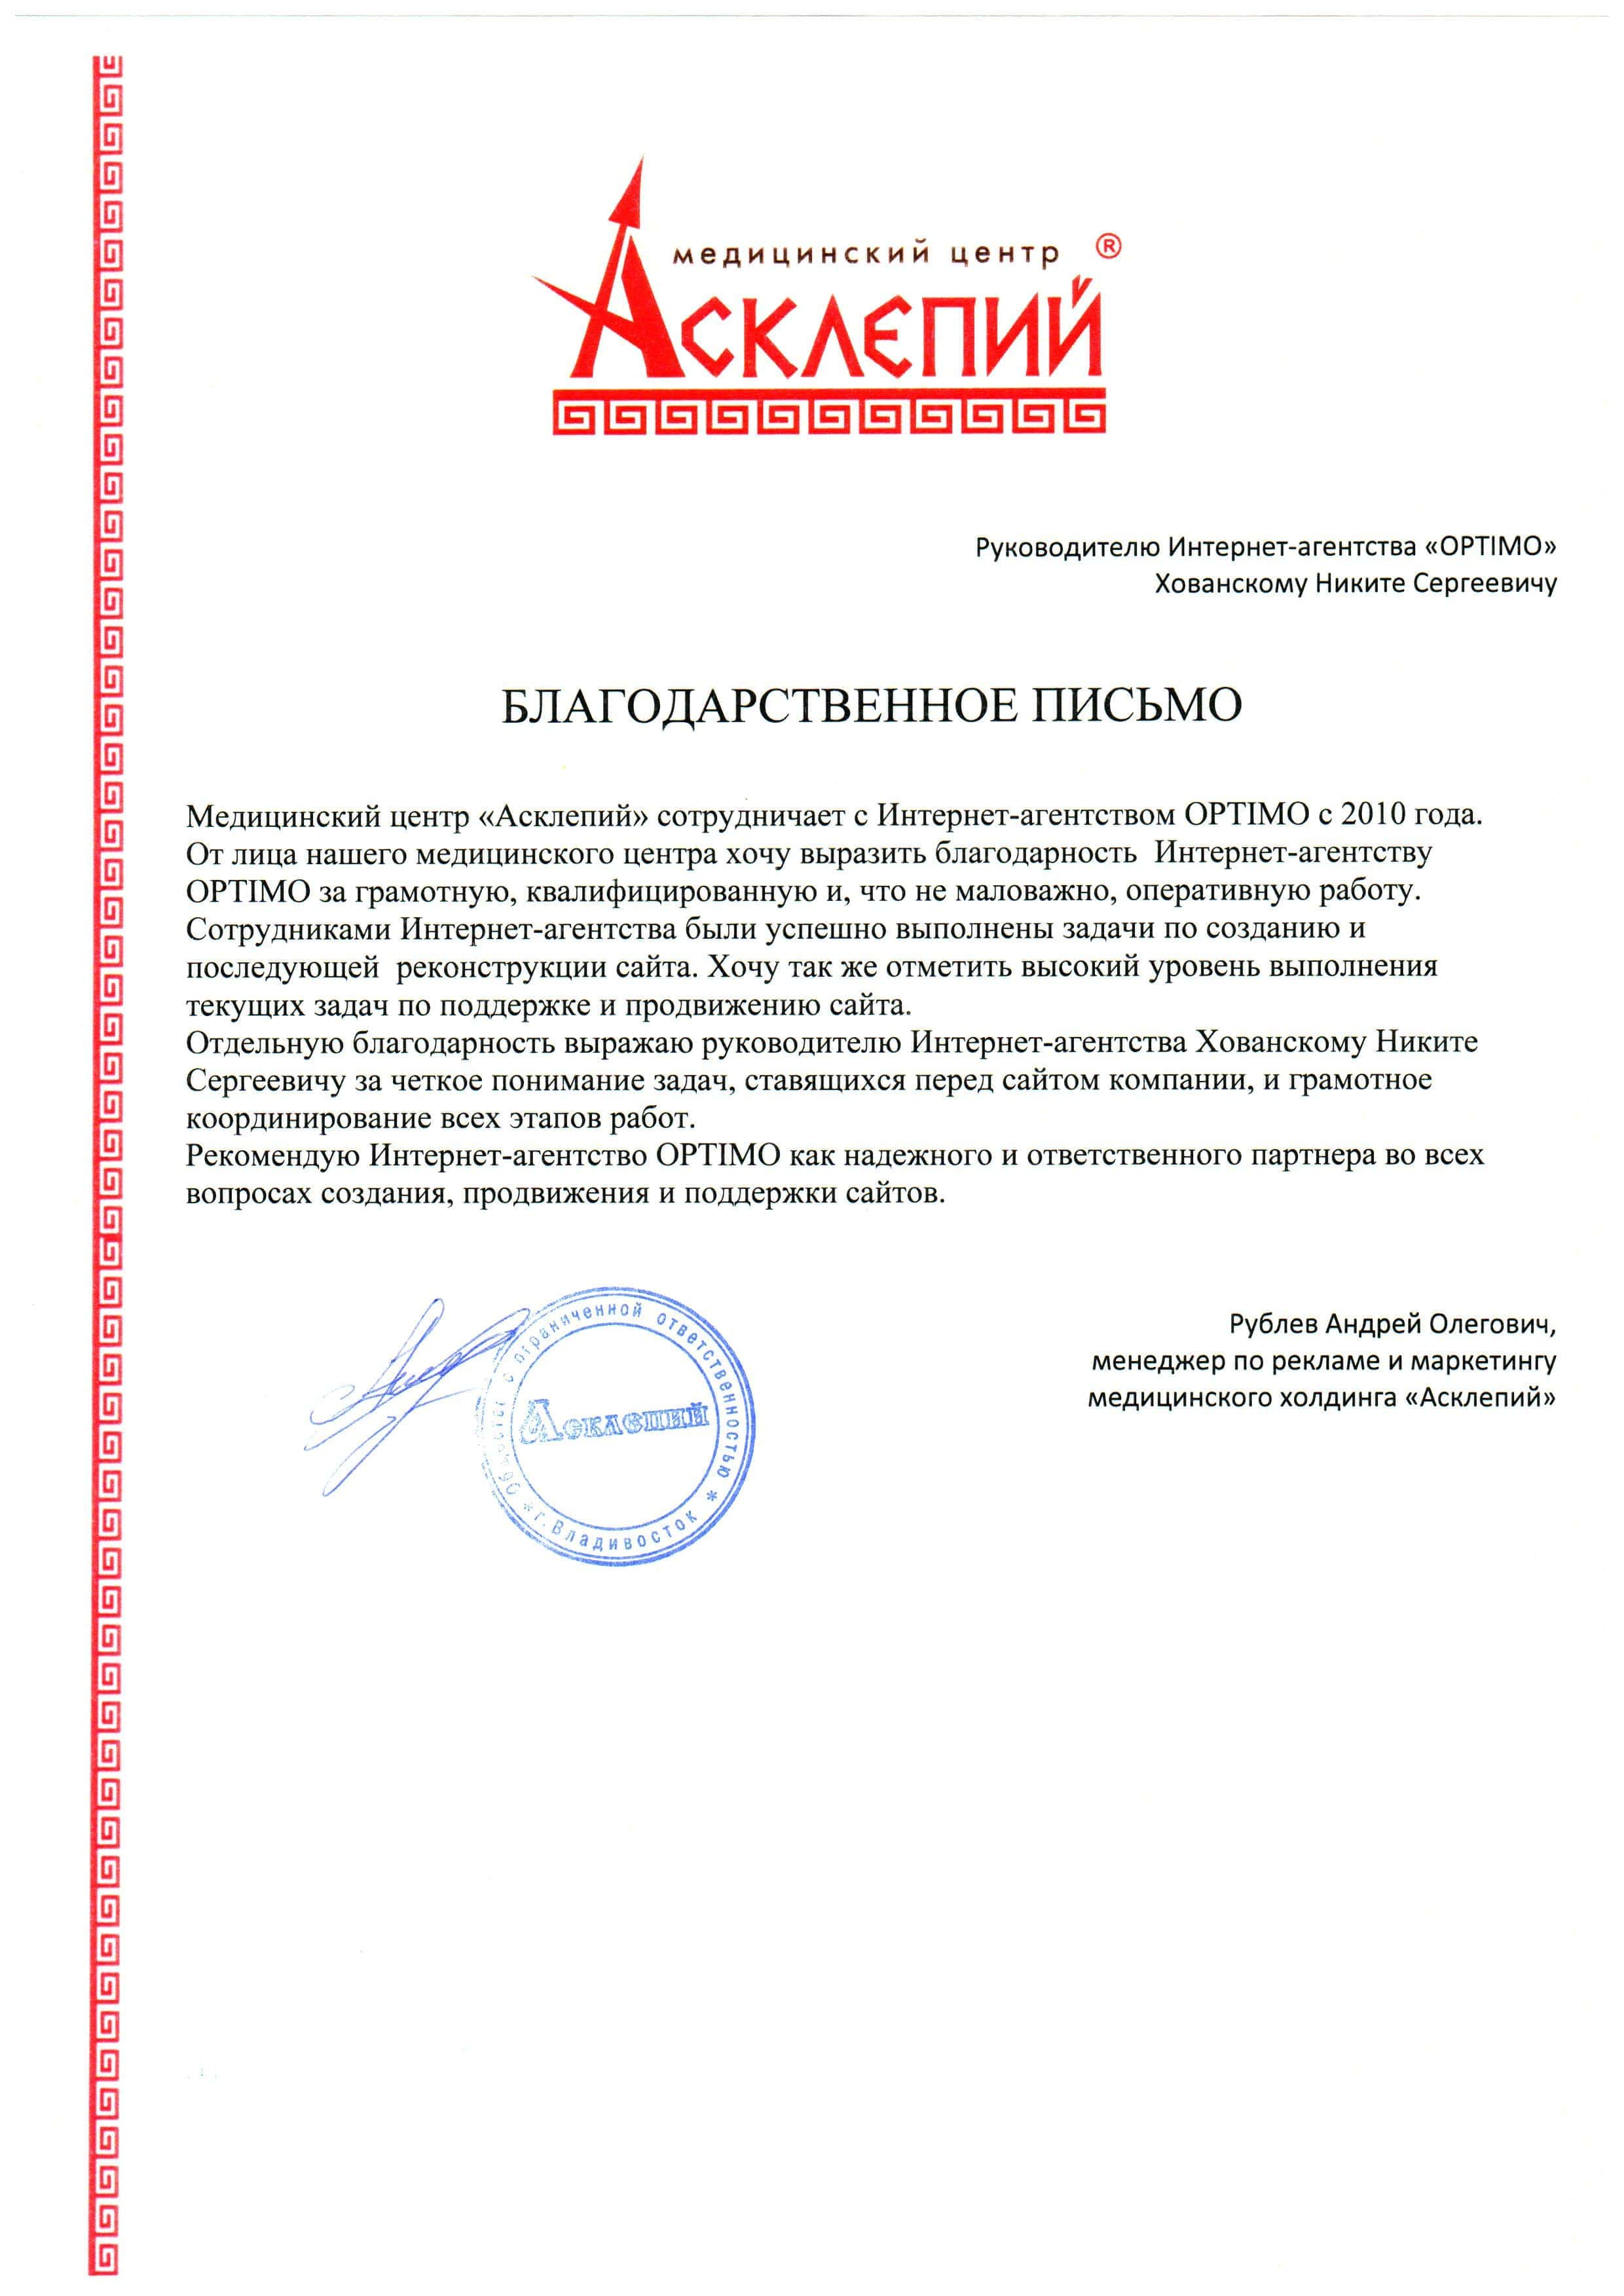 медицинский центр ®
Асклепий
Руководителю Интернет-агентства «OPTIMO»
Хованскому Никите Сергеевичу
БЛАГОДАРСТВЕННОЕ ПИСЬМО
Медицинский центр «Асклепий» сотрудничает с Интернет-агентством OPTIMO с 2010 года.
От лица нашего медицинского центра хочу выразить благодарность Интернет-агентству
OPTIMO за грамотную, квалифицированную и, что не маловажно, оперативную работу.
Сотрудниками Интернет-агентства были успешно выполнены задачи по созданию и
последующей реконструкции сайта. Хочу так же отметить высокий уровень выполнения
текущих задач по поддержке и продвижению сайта.
Отдельную благодарность выражаю руководителю Интернет-агентства Хованскому Никите
Сергеевичу за четкое понимание задач, ставящихся перед сайтом компании, и грамотное
координирование всех этапов работ.
Рекомендую Интернет-агентство OPTIMO как надежного и ответственного партнера во всех
вопросах создания, продвижения и поддержки сайтов.
Рублев Андрей Олегович,
менеджер по рекламе и маркетингу
медицинского холдинга «Асклепий»
с ограниченной ответственностью *
Асклепий
* г. Владивосток